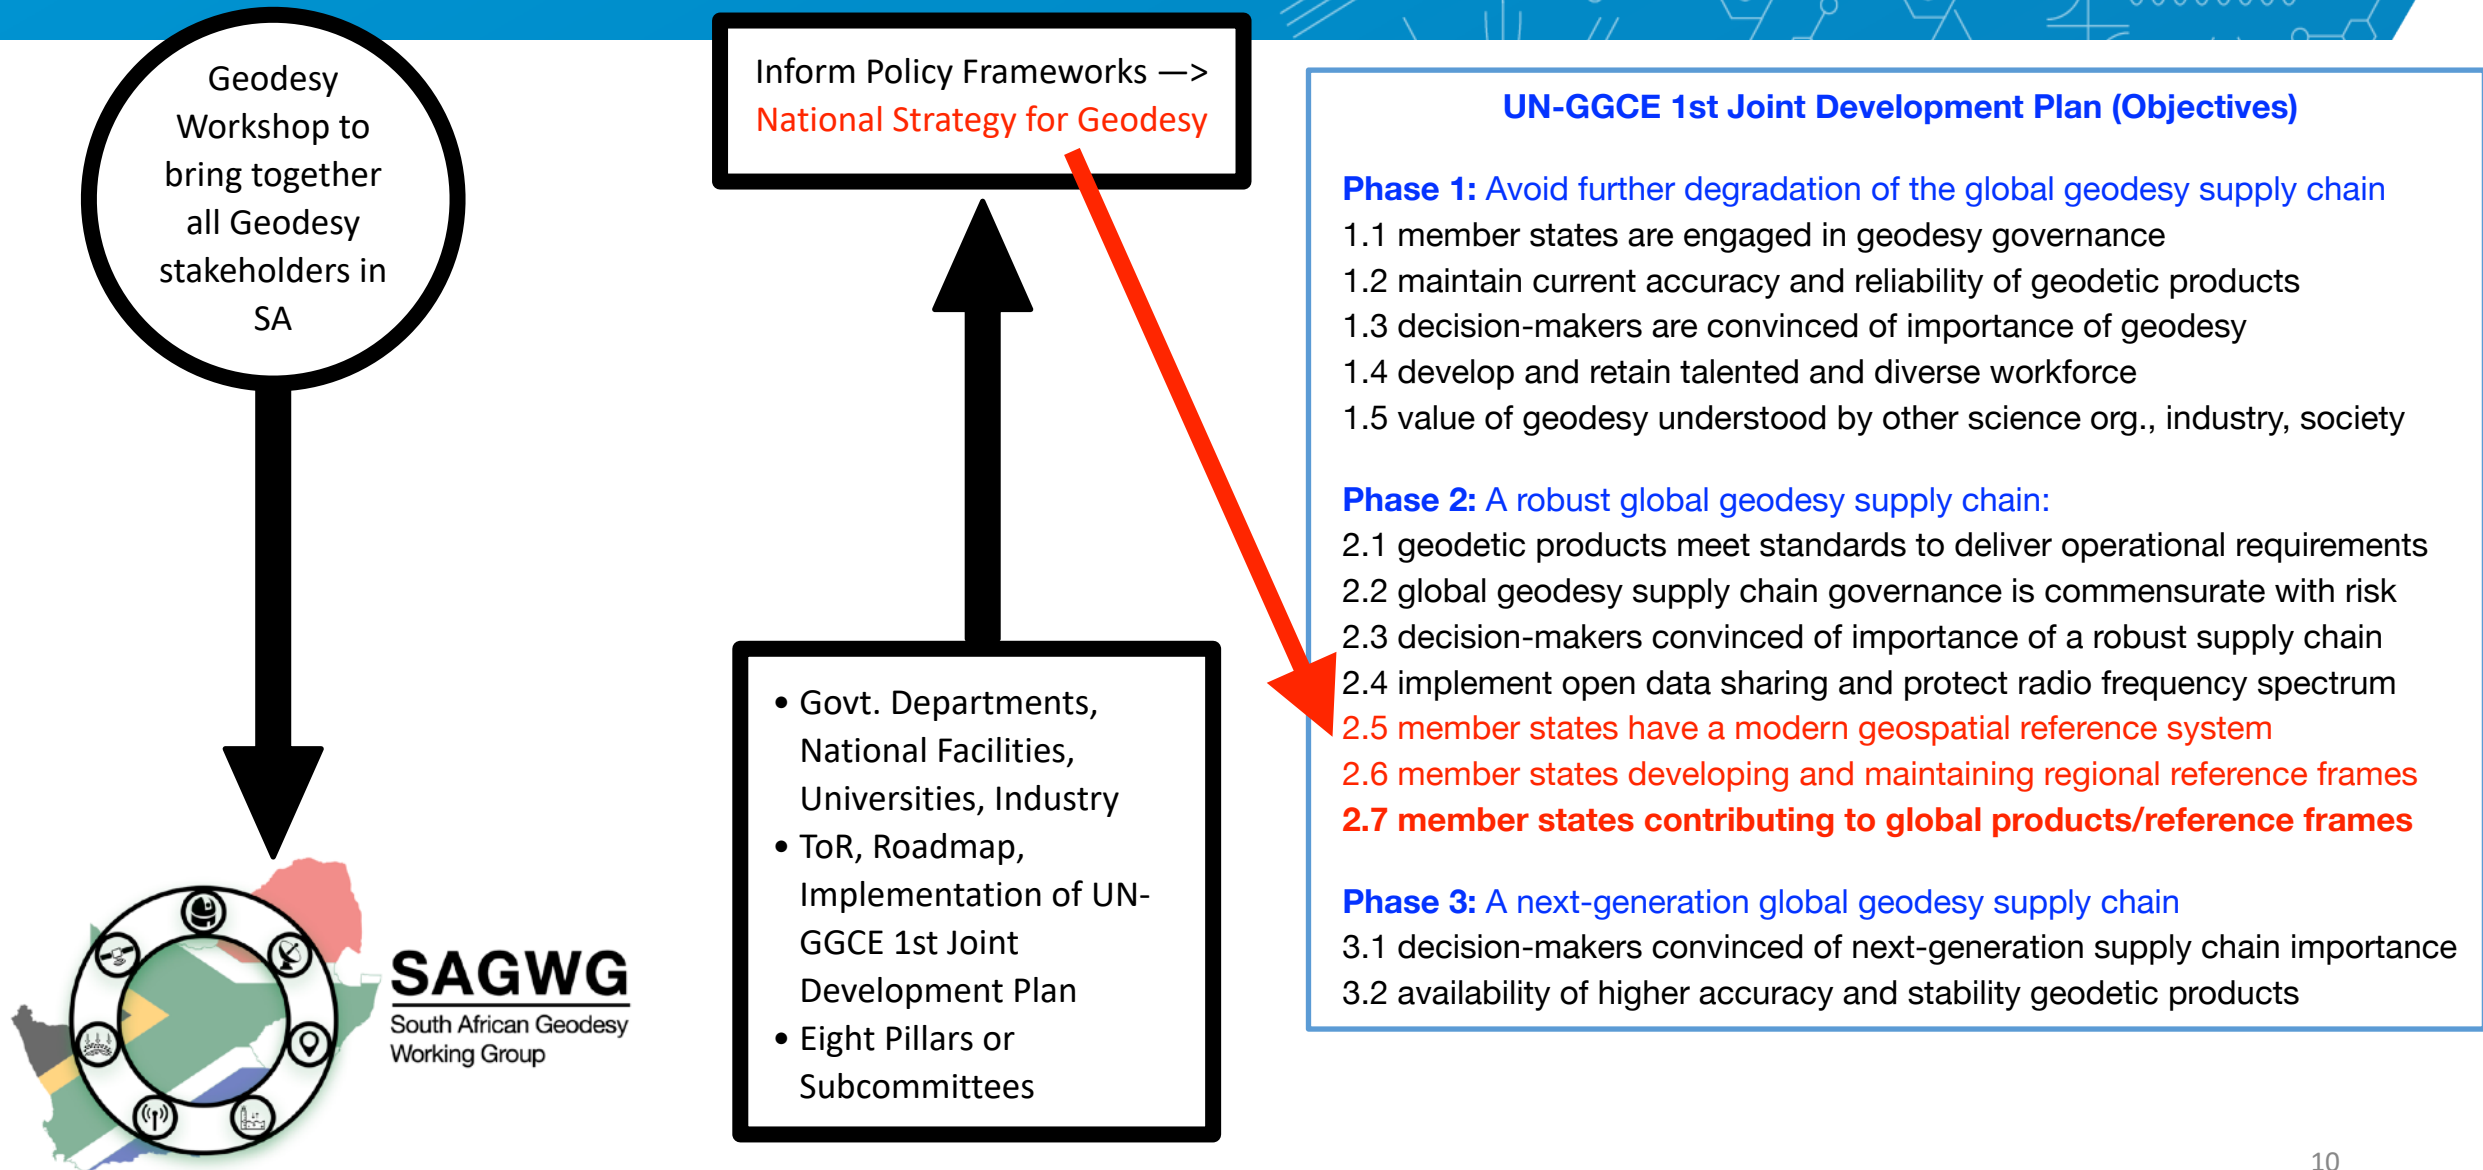 Geodesy
Workshop to
bring together
all Geodesy
stakeholders in
SA
SAGWG
South African Geodesy
Working Group
Inform Policy Frameworks —>
National Strategy for Geodesy
• Govt. Departments,
National Facilities,
Universities, Industry
• ToR, Roadmap,
Implementation of UN-
GGCE 1st Joint
Development Plan
• Eight Pillars or
Subcommittees
UN-GGCE 1st Joint Development Plan (Objectives)
Phase 1: Avoid further degradation of the global geodesy supply chain
1.1 member states are engaged in geodesy governance
1.2 maintain current accuracy and reliability of geodetic products
1.3 decision-makers are convinced of importance of geodesy
1.4 develop and retain talented and diverse workforce
1.5 value of geodesy understood by other science org., industry, society
Phase 2: A robust global geodesy supply chain:
2.1 geodetic products meet standards to deliver operational requirements
2.2 global geodesy supply chain governance is commensurate with risk
2.3 decision-makers convinced of importance of a robust supply chain
2.4 implement open data sharing and protect radio frequency spectrum
2.5 member states have a modern geospatial reference system
2.6 member states developing and maintaining regional reference frames
2.7 member states contributing to global products/reference frames
Phase 3: A next-generation global geodesy supply chain
3.1 decision-makers convinced of next-generation supply chain importance
3.2 availability of higher accuracy and stability geodetic products
10